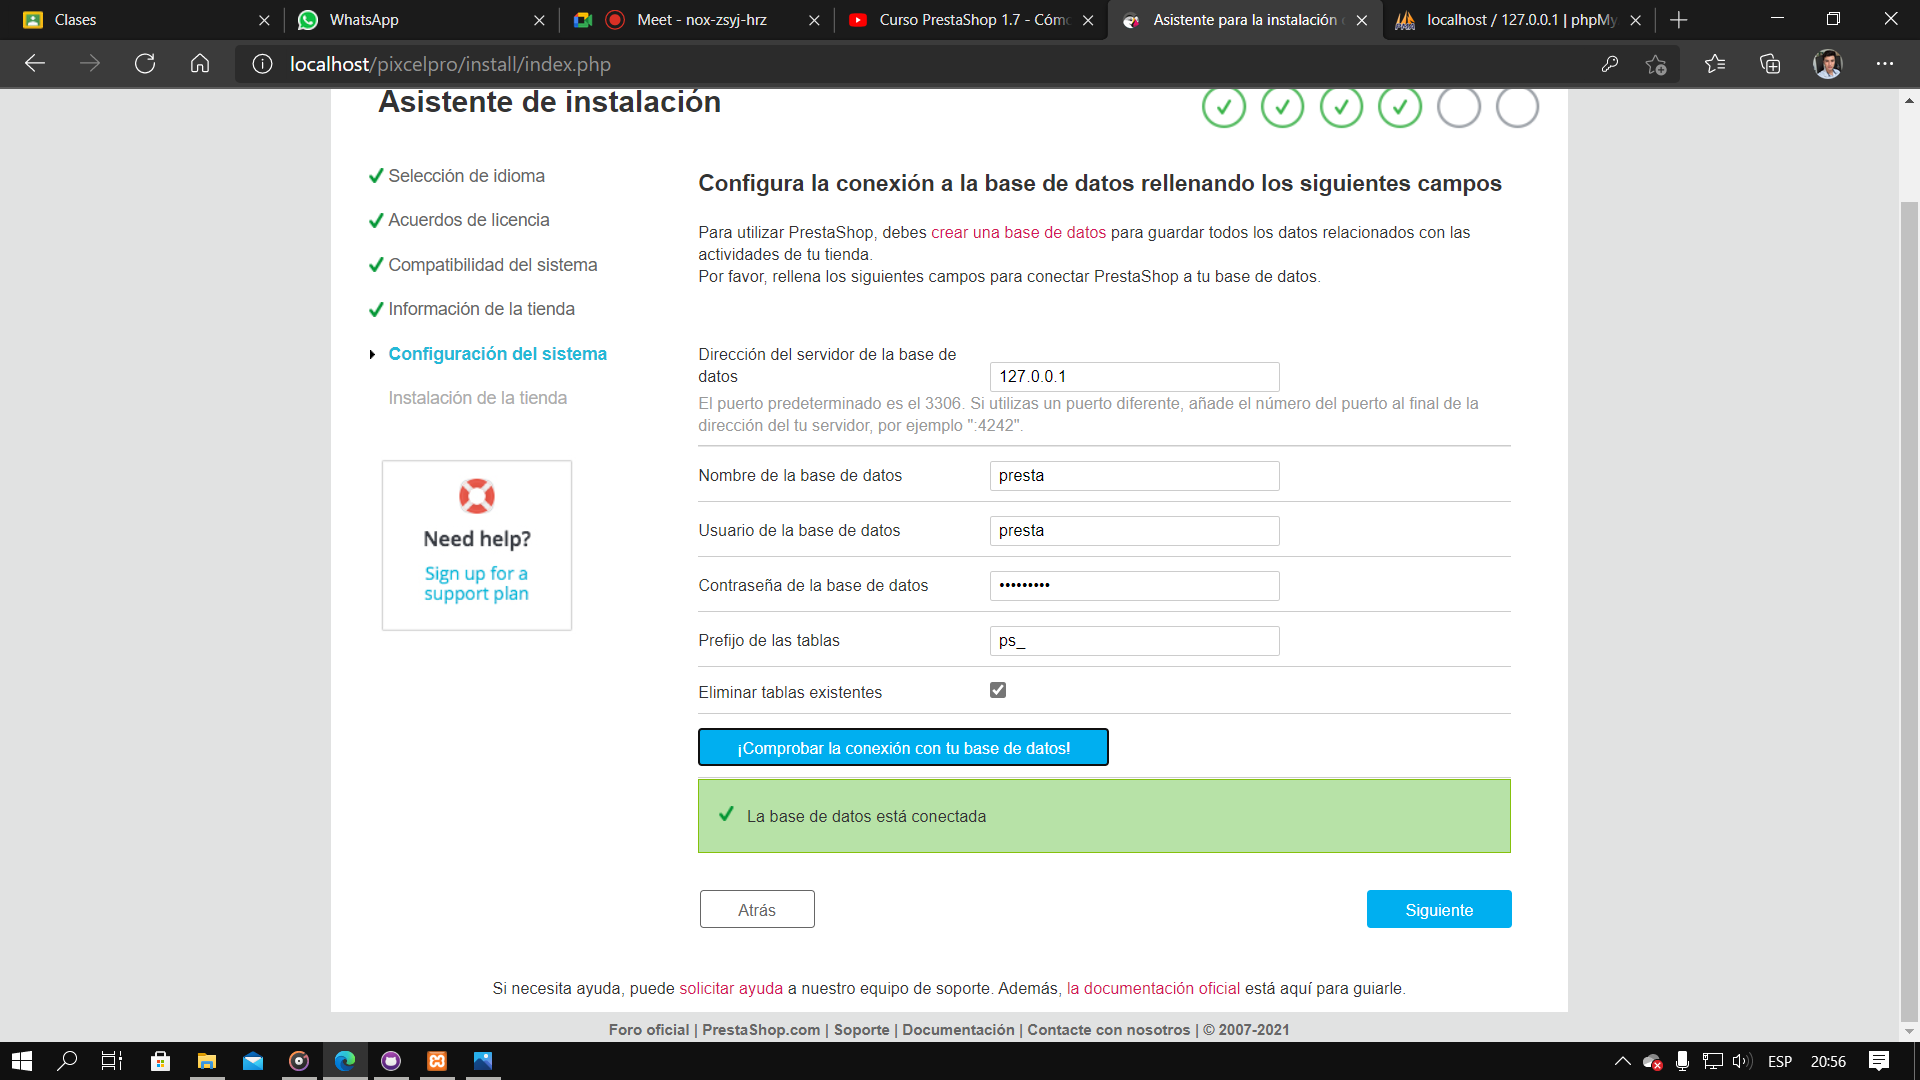 Clases
WhatsApp
Meet - nox-zsyj-hrz
Curso PrestaShop 1.7 - Cómo
Asistente para la instalación
localhost / 127.0.0.1 | phpMy
localhost/pixcelpro/install/index.php
Asistente de instalación
Selección de idioma
Acuerdos de licencia
Compatibilidad del sistema
Información de la tienda
Configuración del sistema
Instalación de la tienda
Need help?
Sign up for a
support plan
Configura la conexión a la base de datos rellenando los siguientes campos
Para utilizar PrestaShop, debes crear una base de datos para guardar todos los datos relacionados con las
actividades de tu tienda.
Por favor, rellena los siguientes campos para conectar PrestaShop a tu base de datos.
Dirección del servidor de la base de
datos
127.0.0.1
El puerto predeterminado es el 3306. Si utilizas un puerto diferente, añade el número del puerto al final de la
dirección del tu servidor, por ejemplo ":4242".
Nombre de la base de datos presta
Usuario de la base de datos presta
Contraseña de la base de datos •••••••••
Prefijo de las tablas ps_
Eliminar tablas existentes
¡Comprobar la conexión con tu base de datos!
La base de datos está conectada
Atrás
Siguiente
Si necesita ayuda, puede solicitar ayuda a nuestro equipo de soporte. Además, la documentación oficial está aquí para guiarle.
Foro oficial | PrestaShop.com | Soporte | Documentación | Contacte con nosotros | © 2007-2021
ESP
20:56